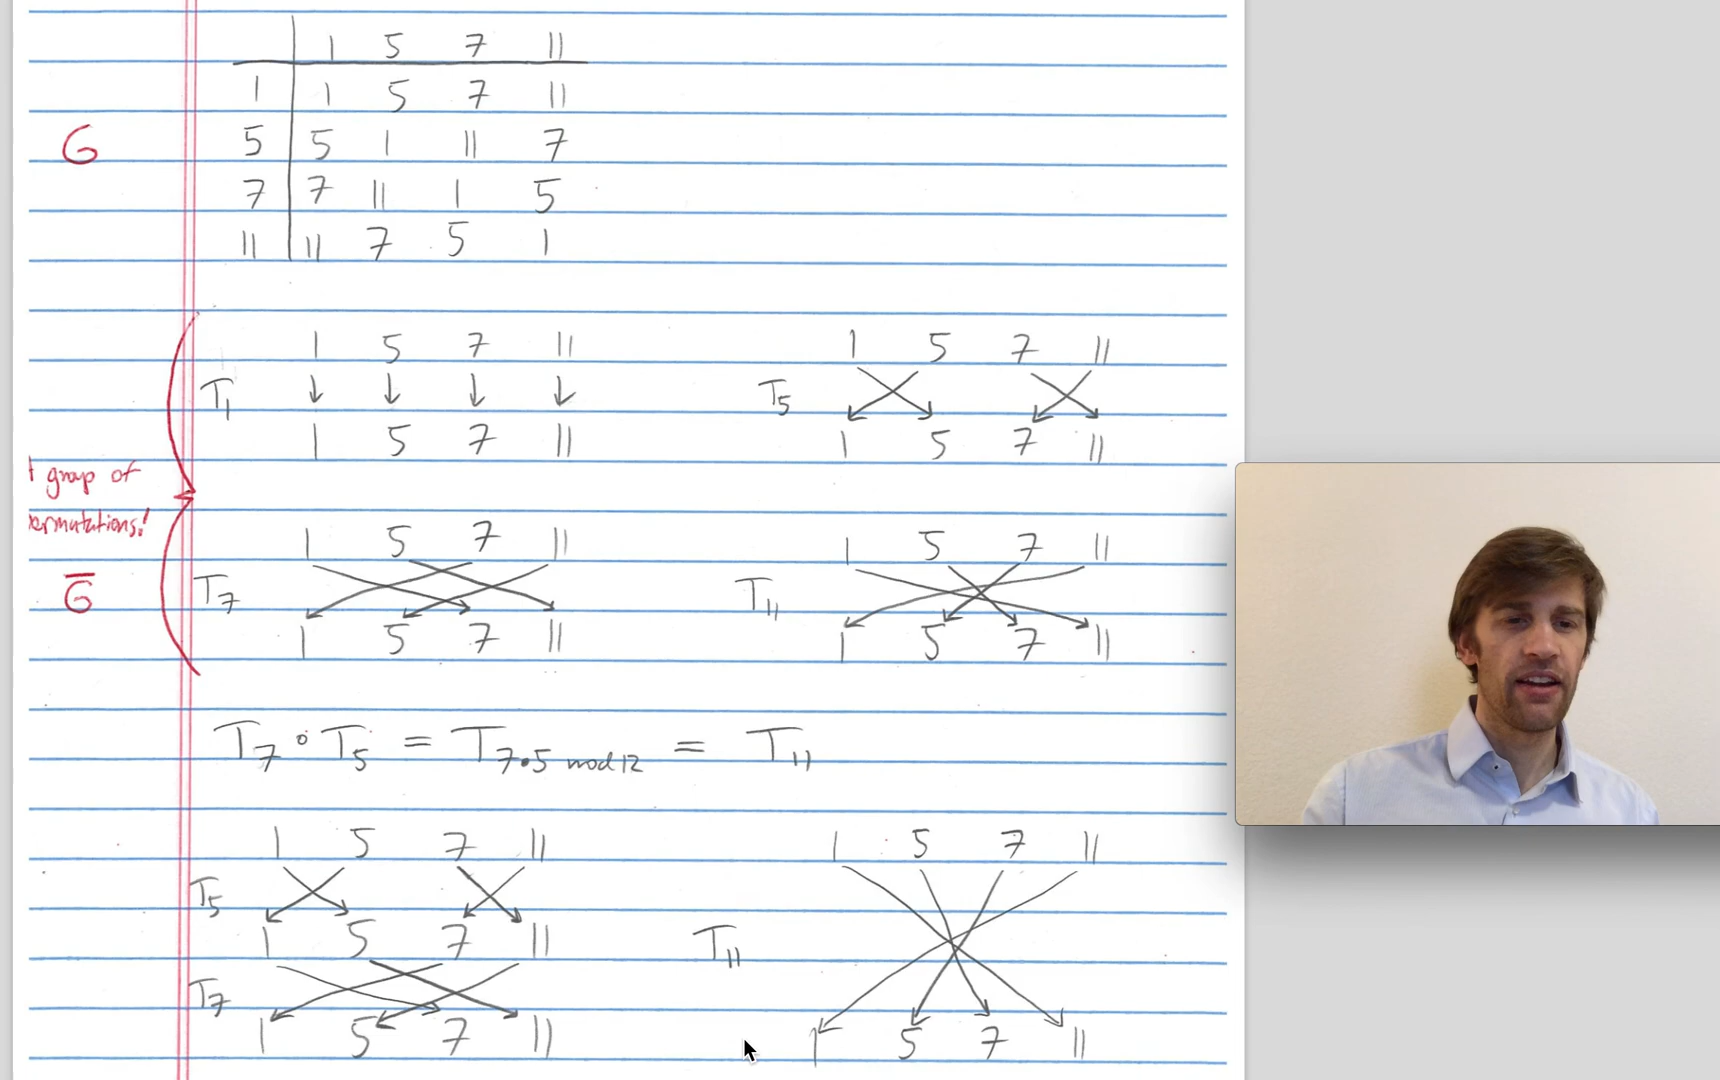 1 5 7 11
1 1 5 7 11
G 5 5 1 11 7
7 7 11 1 5
11 11 7 5 1
1 5 7 11 1 5 7 11
T₁ ↓ ↓ ↓ ↓ T₅
1 5 7 11 1 5 7 11
group of
permutations!
1 5 7 11 1 5 7 11
G̅ T₇ T₁₁
1 5 7 11 1 5 7 11
T₇ ∘ T₅ = T₇.₅ mod 12 = T₁₁
1 5 7 11 1 5 7 11
T₅
1 5 7 11 T₁₁
T₇
1 5 7 11 1 5 7 11